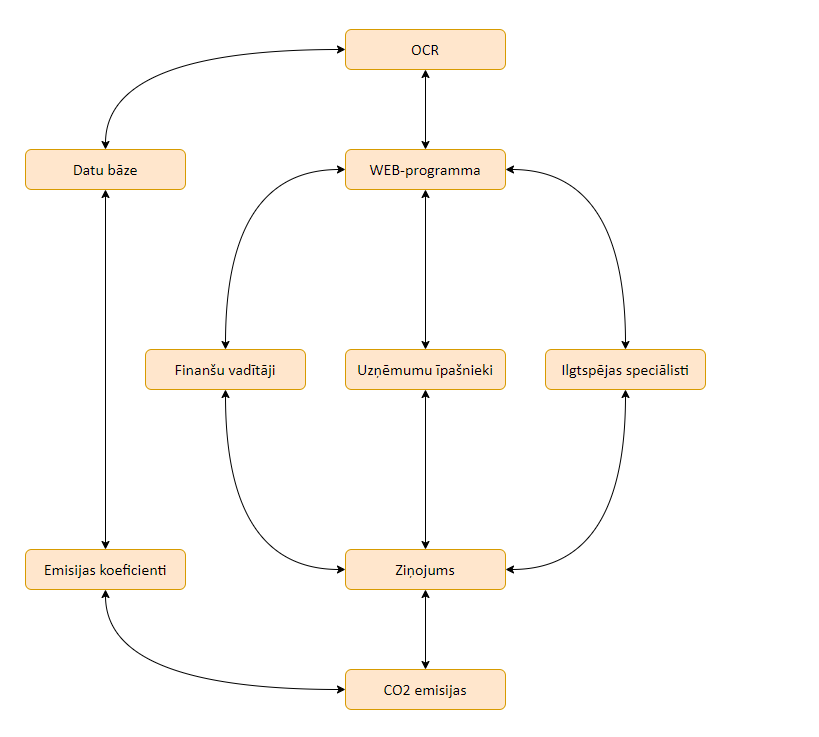 OCR
Datu bāze
WEB-programma
Finanšu vadītāji
Uzņēmumu īpašnieki
Ilgtspējas speciālisti
Emisijas koeficienti
Ziņojums
CO2 emisijas